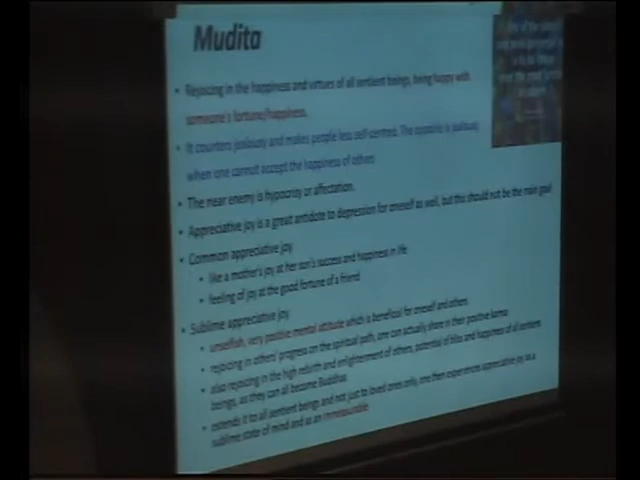 Mudita
• Rejoicing in the happiness and virtues of all sentient beings, being happy with
someone's fortune/happiness.
• It counters jealousy and makes people less self-centred. The opposite is jealousy
when one cannot accept the happiness of others
• The near enemy is hypocrisy or affectation.
• Appreciative joy is a great antidote to depression for oneself as well, but this should not be the main goal
• Common appreciative joy
• like a mother's joy at her son's success and happiness in life
• feeling of joy at the good fortune of a friend
• Sublime appreciative joy
• unselfish, very positive mental attitude which is beneficial for oneself and others
• rejoicing in others' progress on the spiritual path, one can actually share in their positive karma
• also rejoicing in the high rebirth and enlightenment of others, potential of bliss and happiness of all sentient
beings, as they can all become Buddhas
• extends it to all sentient beings and not just to loved ones only, one then experiences appreciative joy as a
sublime state of mind and as an immeasurable